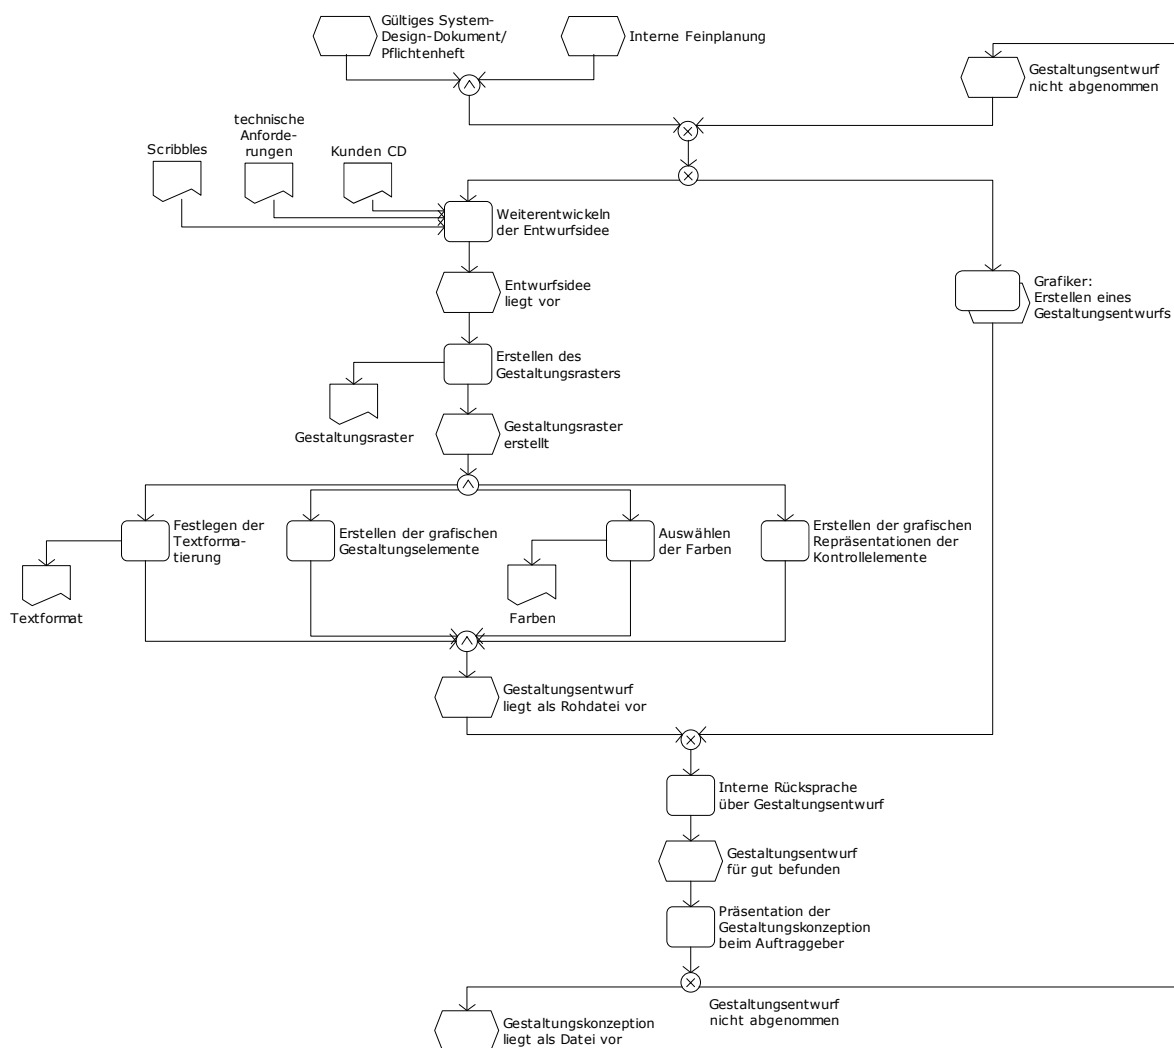 Gültiges System-
Design-Dokument/
Pflichtenheft
Interne Feinplanung
Gestaltungsentwurf
nicht abgenommen
Scribbles
technische
Anforde-
rungen
Kunden CD
Weiterentwickeln
der Entwurfsidee
Entwurfsidee
liegt vor
Grafiker:
Erstellen eines
Gestaltungsentwurfs
Erstellen des
Gestaltungsrasters
Gestaltungsraster
Gestaltungsraster
erstellt
Festlegen der
Textforma-
tierung
Erstellen der grafischen
Gestaltungselemente
Auswählen
der Farben
Erstellen der grafischen
Repräsentationen der
Kontrollelemente
Textformat
Farben
Gestaltungsentwurf
liegt als Rohdatei vor
Interne Rücksprache
über Gestaltungsentwurf
Gestaltungsentwurf
für gut befunden
Präsentation der
Gestaltungskonzeption
beim Auftraggeber
Gestaltungsentwurf
nicht abgenommen
Gestaltungskonzeption
liegt als Datei vor